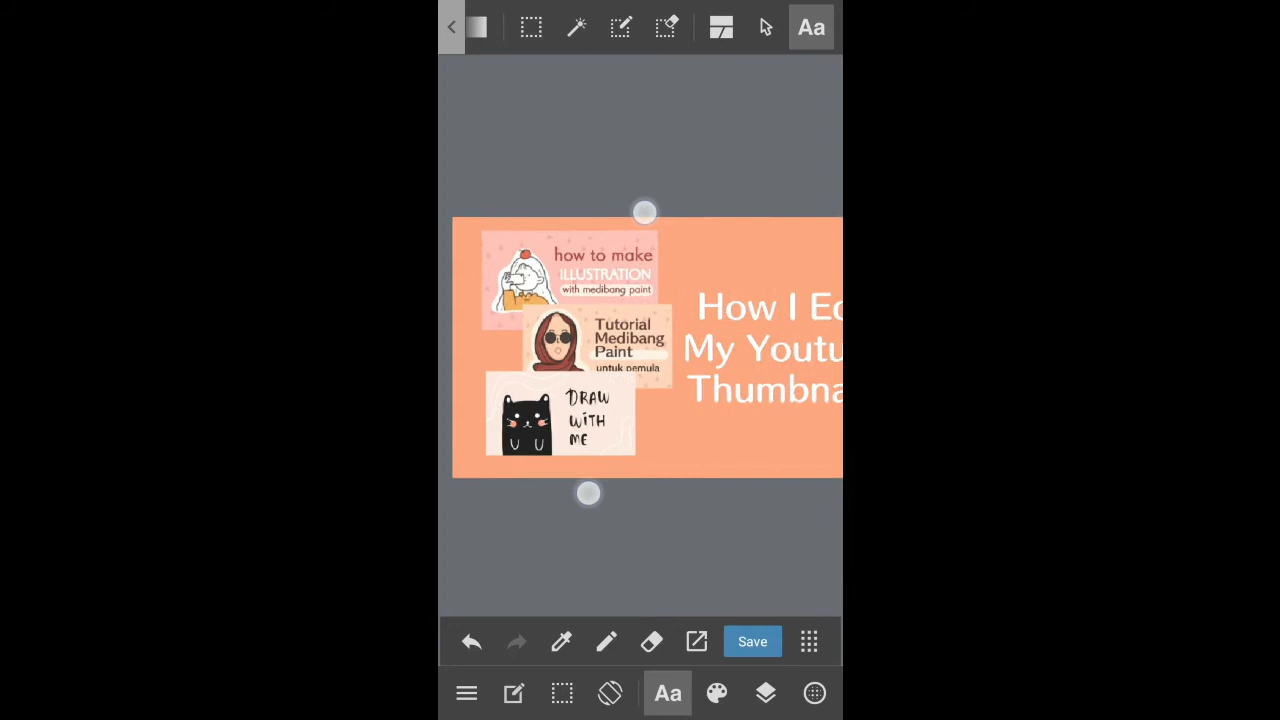 Aa
how to make
ILLUSTRATION
with medibang paint
Tutorial
Medibang
Paint
untuk pemula
DRAW
WITH
ME
How I Ed
My Youtu
Thumbna
Save
Aa